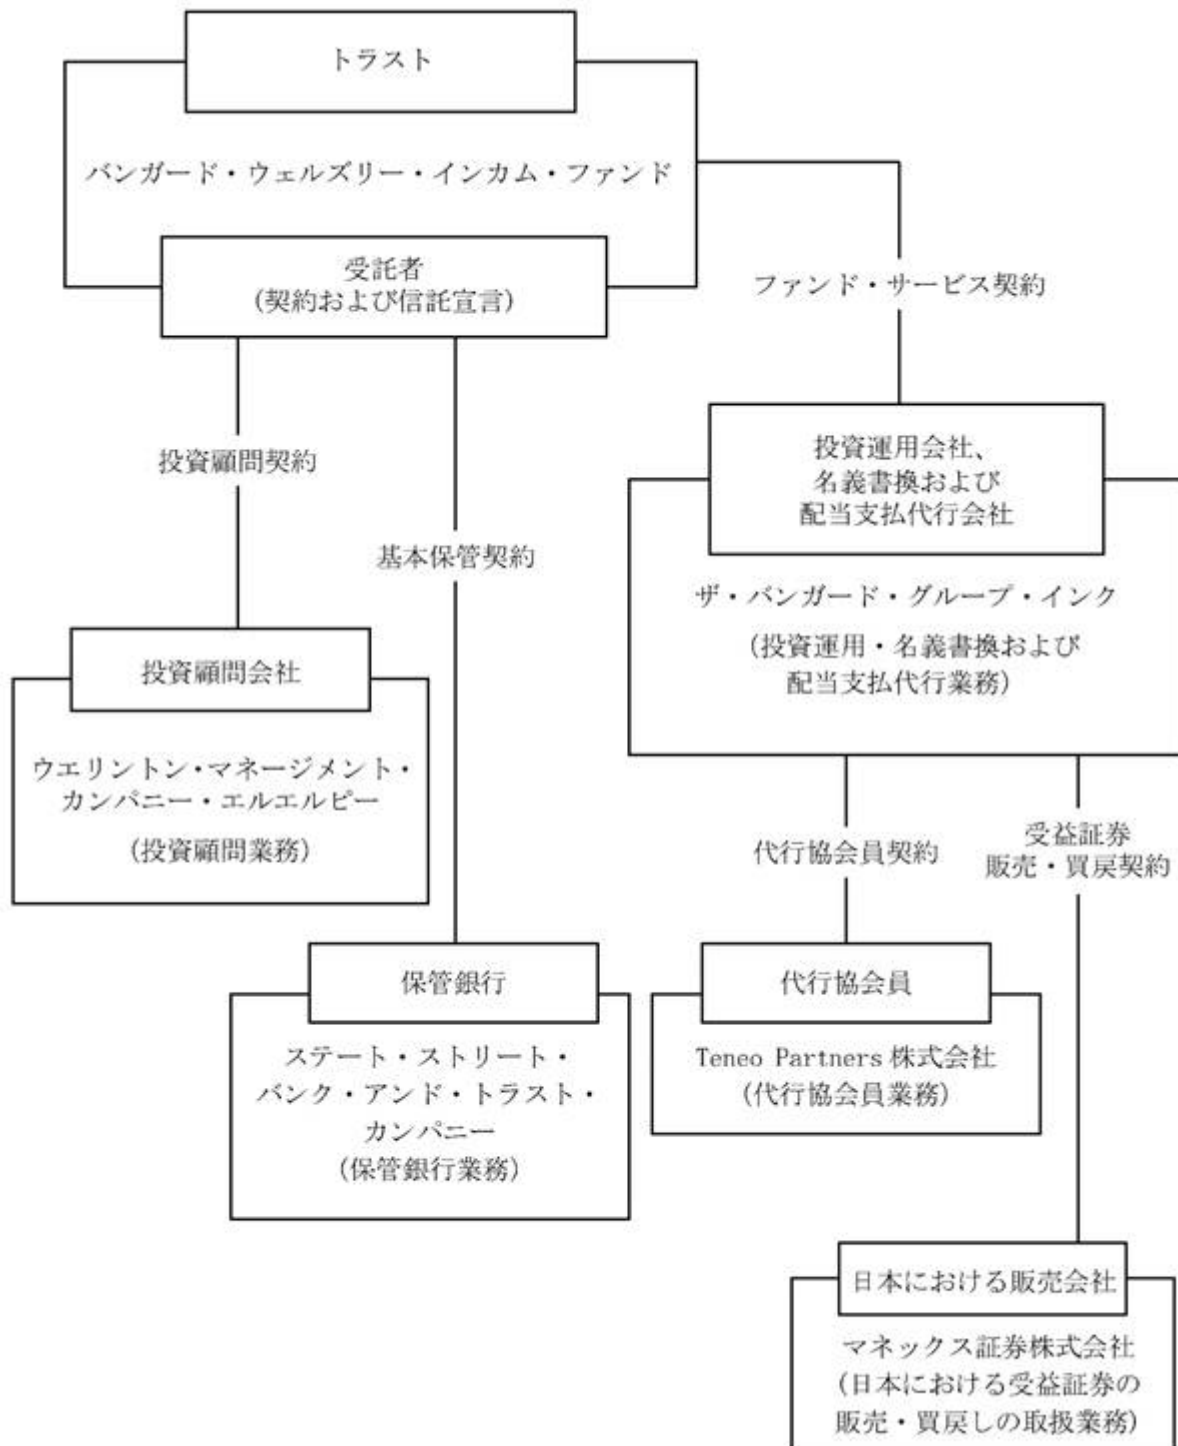 トラスト
バンガード・ウェルズリー・インカム・ファンド
受託者
(契約および信託宣言)
ファンド・サービス契約
投資顧問契約
基本保管契約
投資運用会社、
名義書換および
配当支払代行会社
ザ・バンガード・グループ・インク
(投資運用・名義書換および
配当支払代行業務)
投資顧問会社
ウエリントン・マネージメント・
カンパニー・エルエルピー
(投資顧問業務)
代行協会員契約
受益証券
販売・買戻契約
保管銀行
ステート・ストリート・
バンク・アンド・トラスト・
カンパニー
(保管銀行業務)
代行協会員
Teneo Partners 株式会社
(代行協会員業務)
日本における販売会社
マネックス証券株式会社
(日本における受益証券の
販売・買戻しの取扱業務)